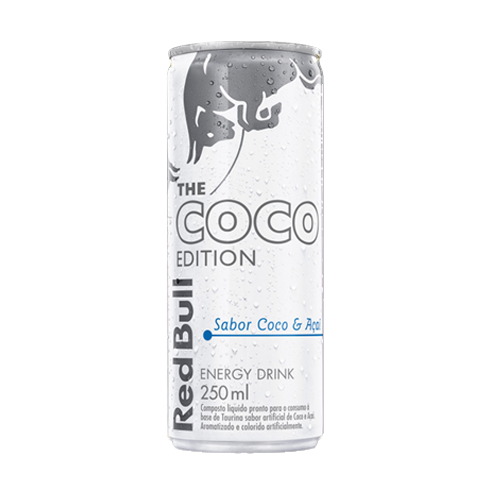 THE
COCO
EDITION
Red Bull
Sabor Coco & Açaí
ENERGY DRINK
250 ml
Composto líquido pronto para o consumo à
base de Taurina sabor artificial de Coco e Açaí.
Aromatizado e colorido artificialmente.